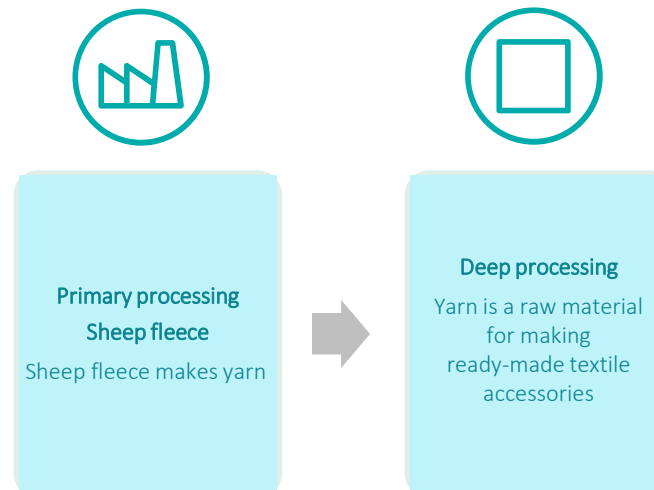 Primary processing
Sheep fleece
Sheep fleece makes yarn
Deep processing
Yarn is a raw material
for making
ready-made textile
accessories